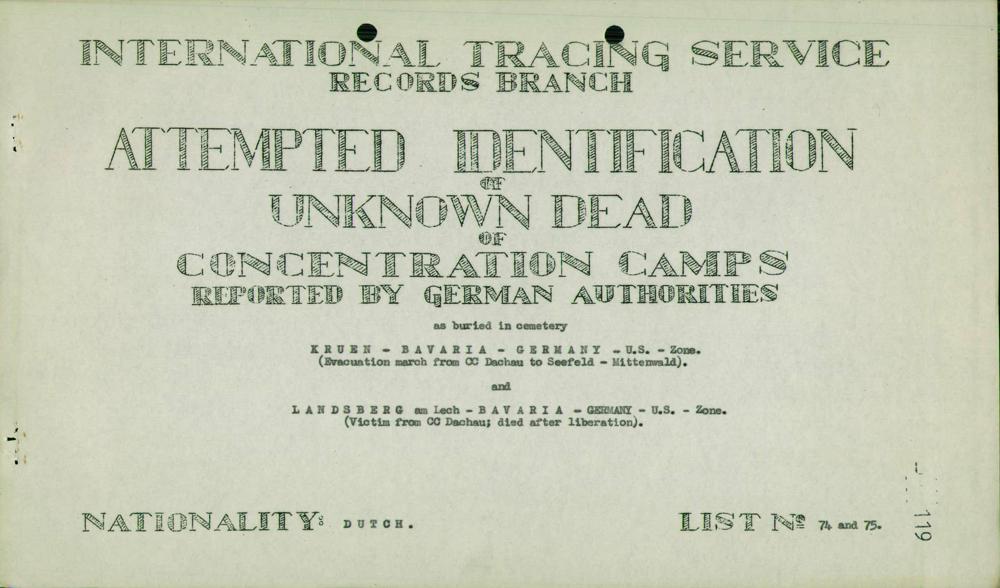 INTERNATIONAL TRACING SERVICE
RECORDS BRANCH
ATTEMPTED IDENTIFICATION
OF
UNKNOWN DEAD
OF
CONCENTRATION CAMPS
REPORTED BY GERMAN AUTHORITIES
as buried in cemetery
K R U E N - B A V A R I A - G E R M A N Y - U.S. - Zone.
(Evacuation march from CC Dachau to Seefeld - Mittenwald).
and
L A N D S B E R G am Lech - B A V A R I A - GERMANY - U.S. - Zone.
(Victim from CC Dachau; died after liberation).
NATIONALITY: D U T C H .
LIST Nº 74 and 75.
119